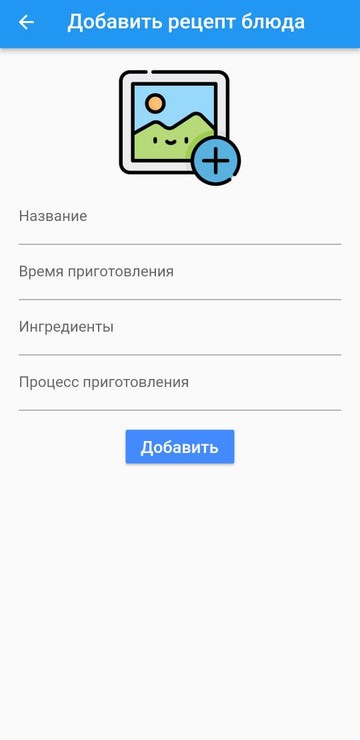 Добавить рецепт блюда
Название
Время приготовления
Ингредиенты
Процесс приготовления
Добавить